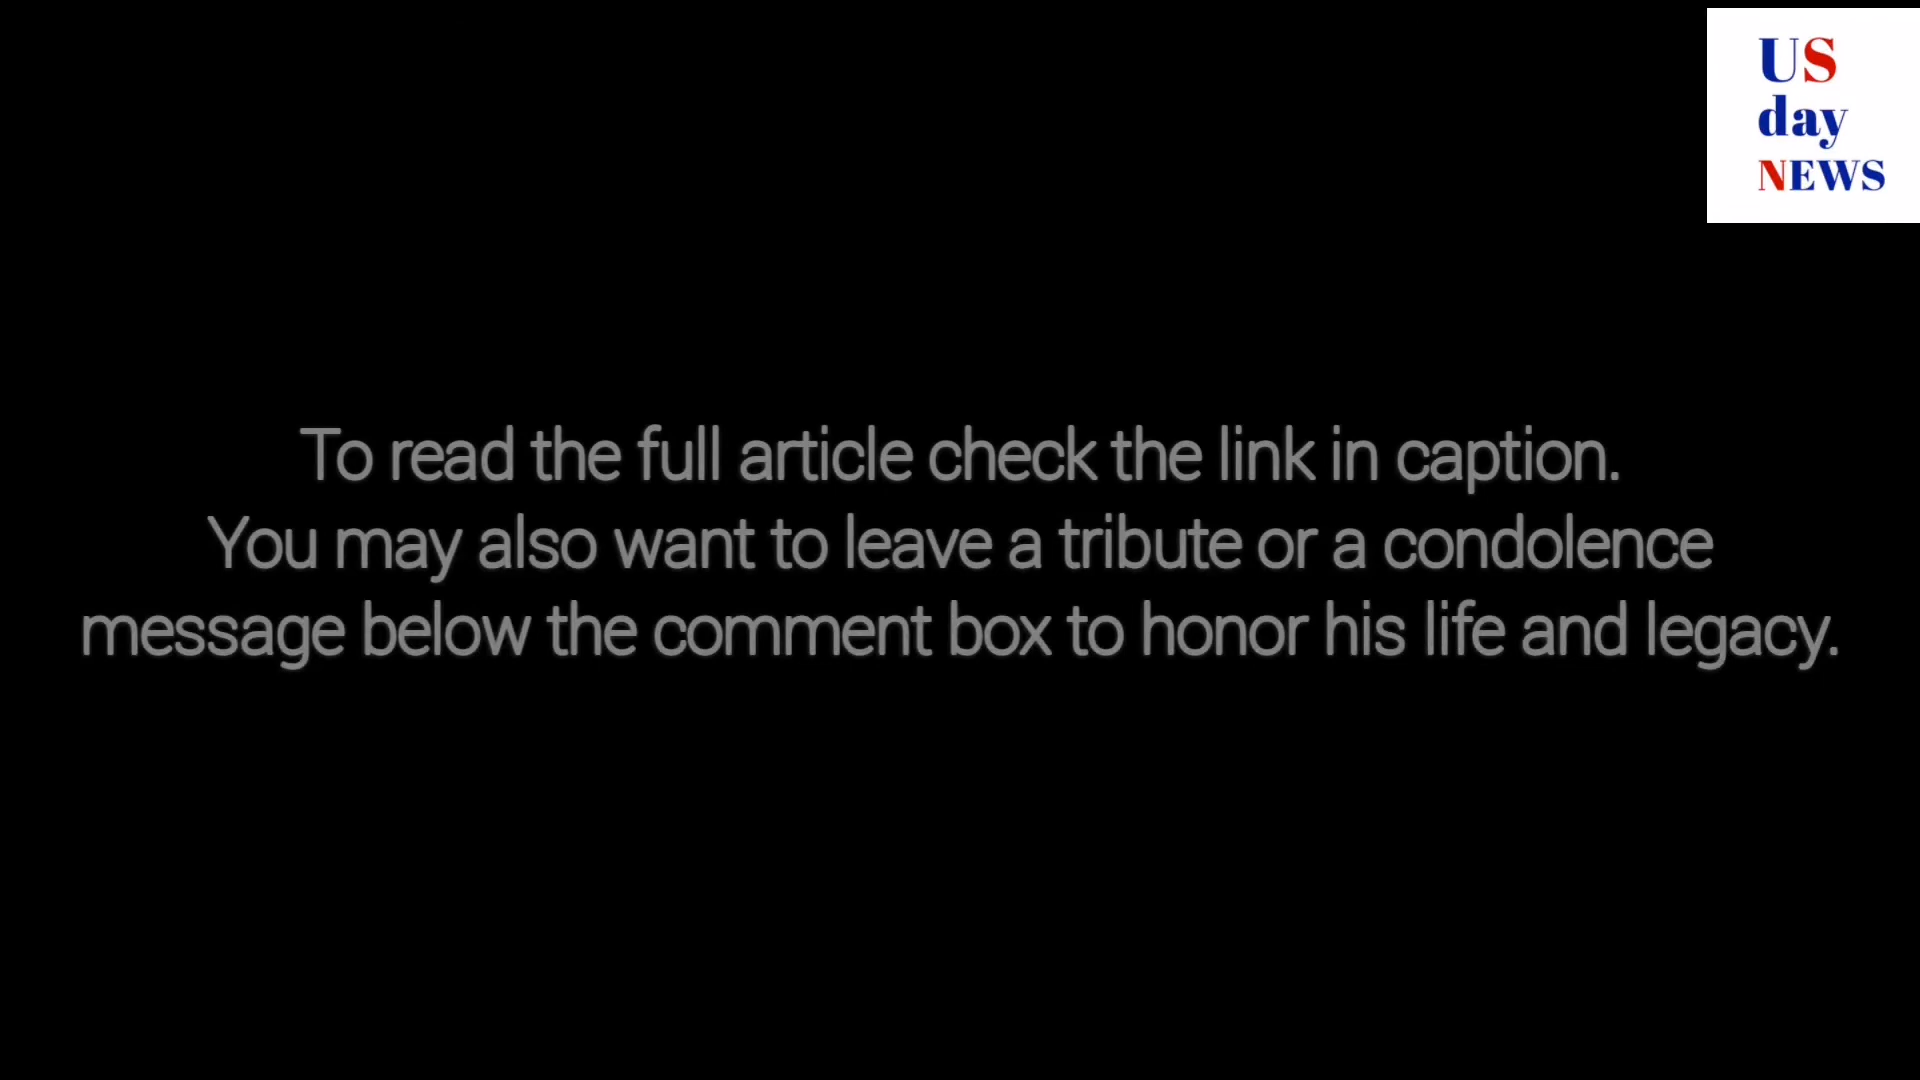 US
day
NEWS
To read the full article check the link in caption.
You may also want to leave a tribute or a condolence
message below the comment box to honor his life and legacy.